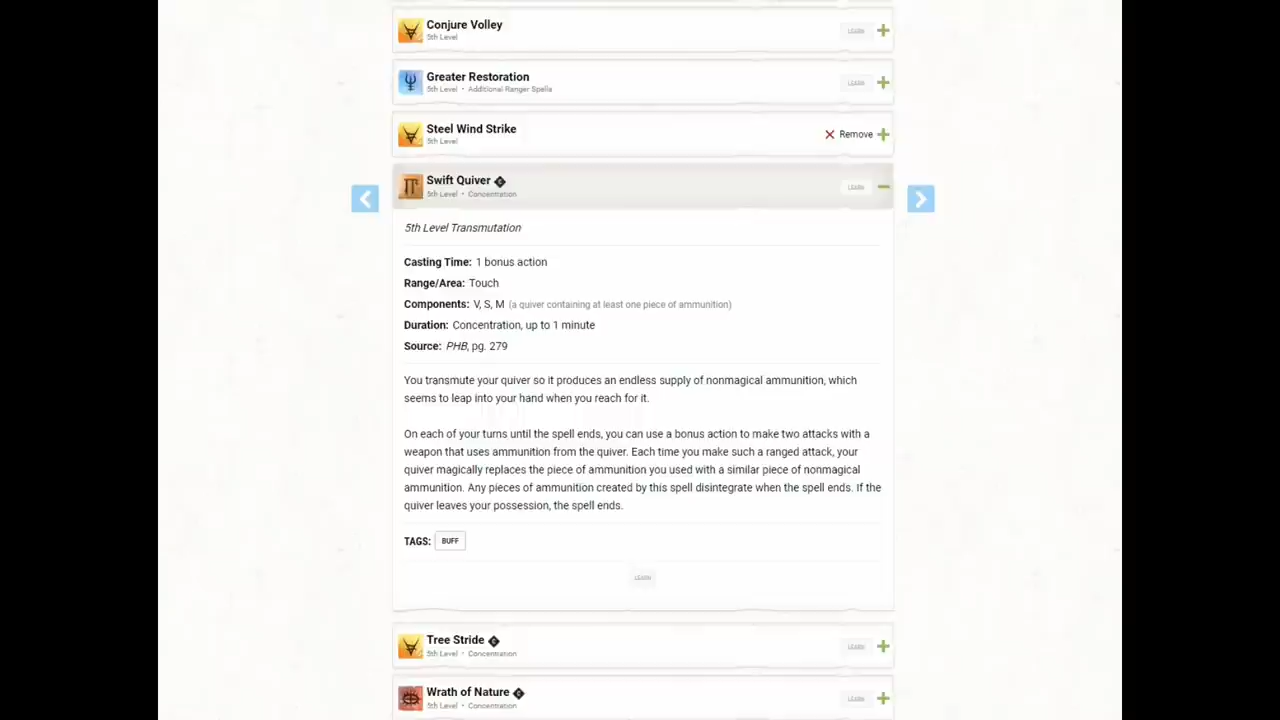 Conjure Volley
5th Level
LEARN
Greater Restoration
5th Level • Additional Ranger Spells
LEARN
Steel Wind Strike
5th Level
Remove
Swift Quiver
5th Level • Concentration
LEARN
5th Level Transmutation
Casting Time: 1 bonus action
Range/Area: Touch
Components: V, S, M (a quiver containing at least one piece of ammunition)
Duration: Concentration, up to 1 minute
Source: PHB, pg. 279
You transmute your quiver so it produces an endless supply of nonmagical ammunition, which
seems to leap into your hand when you reach for it.
On each of your turns until the spell ends, you can use a bonus action to make two attacks with a
weapon that uses ammunition from the quiver. Each time you make such a ranged attack, your
quiver magically replaces the piece of ammunition you used with a similar piece of nonmagical
ammunition. Any pieces of ammunition created by this spell disintegrate when the spell ends. If the
quiver leaves your possession, the spell ends.
TAGS: BUFF
LEARN
Tree Stride
5th Level • Concentration
LEARN
Wrath of Nature
5th Level • Concentration
LEARN